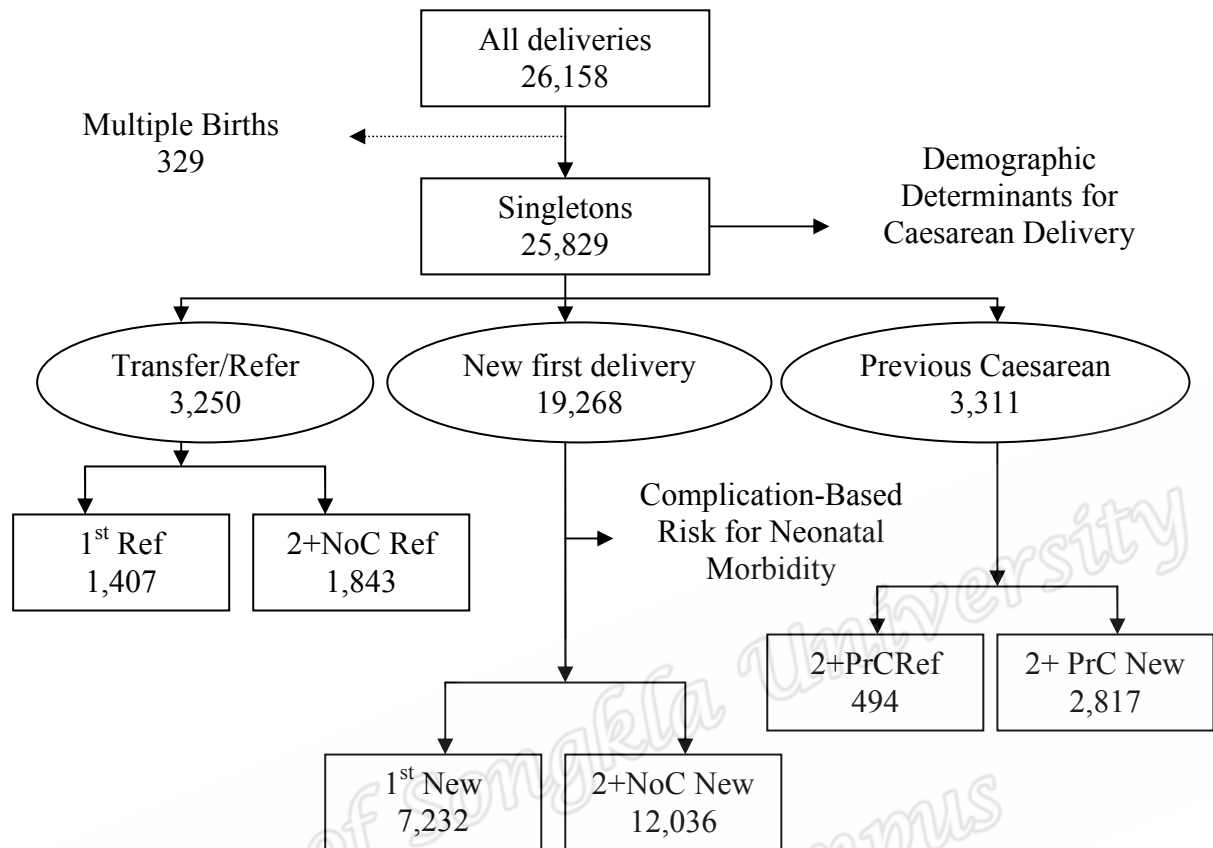 All deliveries
26,158
Multiple Births
329
Singletons
25,829
Demographic
Determinants for
Caesarean Delivery
Transfer/Refer
3,250
New first delivery
19,268
Previous Caesarean
3,311
1st Ref
1,407
2+NoC Ref
1,843
Complication-Based
Risk for Neonatal
Morbidity
2+PrCRef
494
2+ PrC New
2,817
1st New
7,232
2+NoC New
12,036
of Songkla University